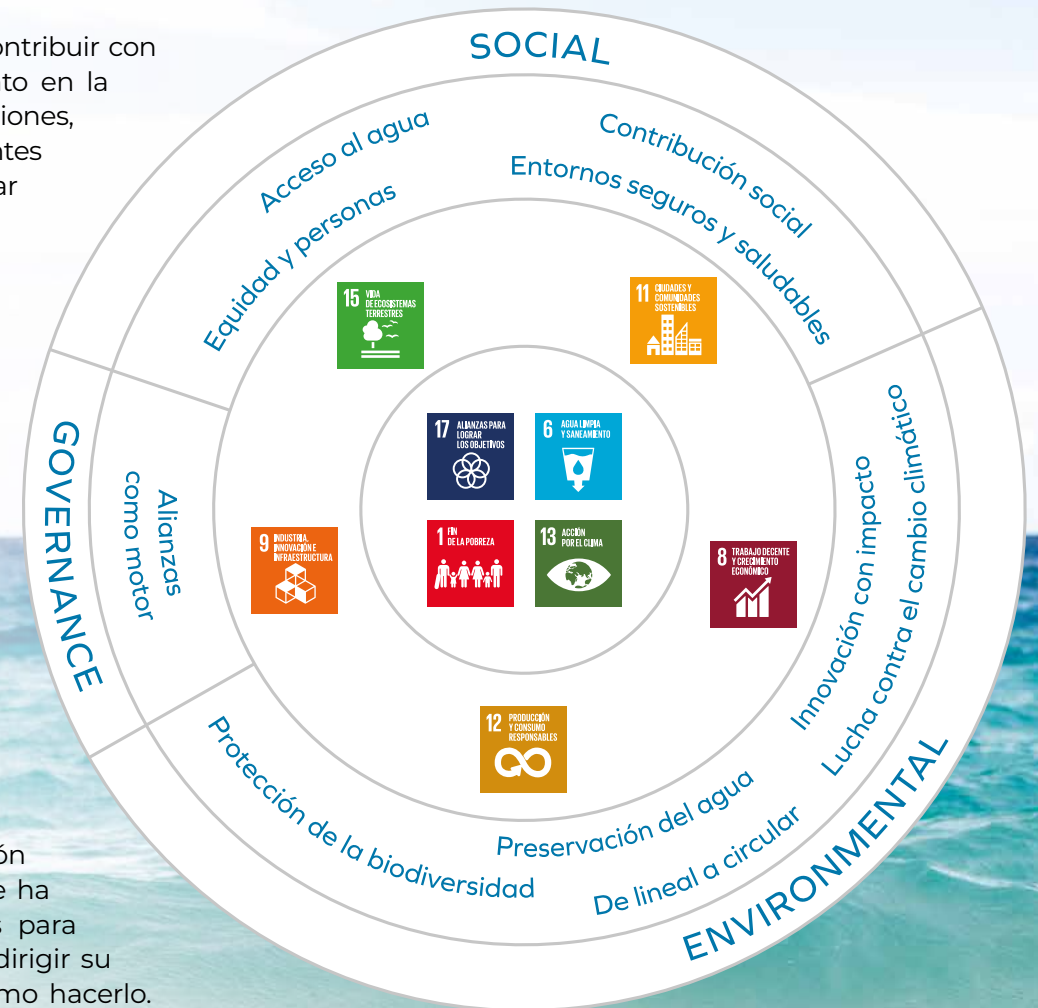 ontribuir con
en la
iones,
SOCIAL
Acceso al agua
Contribución social
Equidad y personas
Entornos seguros y saludables
15 VIDA
DE ECOSISTEMAS
TERRESTRES
11 CIUDADES Y
COMUNIDADES
SOSTENIBLES
GOVERNANCE
Alianzas
como motor
17 ALIANZAS PARA
LOGRAR
LOS OBJETIVOS
6 AGUA LIMPIA
Y SANEAMIENTO
1 FIN
DE LA POBREZA
13 ACCIÓN
POR EL CLIMA
9 INDUSTRIA,
INNOVACIÓN E
INFRAESTRUCTURA
8 TRABAJO DECENTE
Y CRECIMIENTO
ECONÓMICO
Innovación con impacto
Lucha contra el cambio climático
12 PRODUCCIÓN
Y CONSUMO
RESPONSABLES
Protección de la biodiversidad
Preservación del agua
De lineal a circular
ENVIRONMENTAL
ha
para
dirigir su
mo hacerlo.